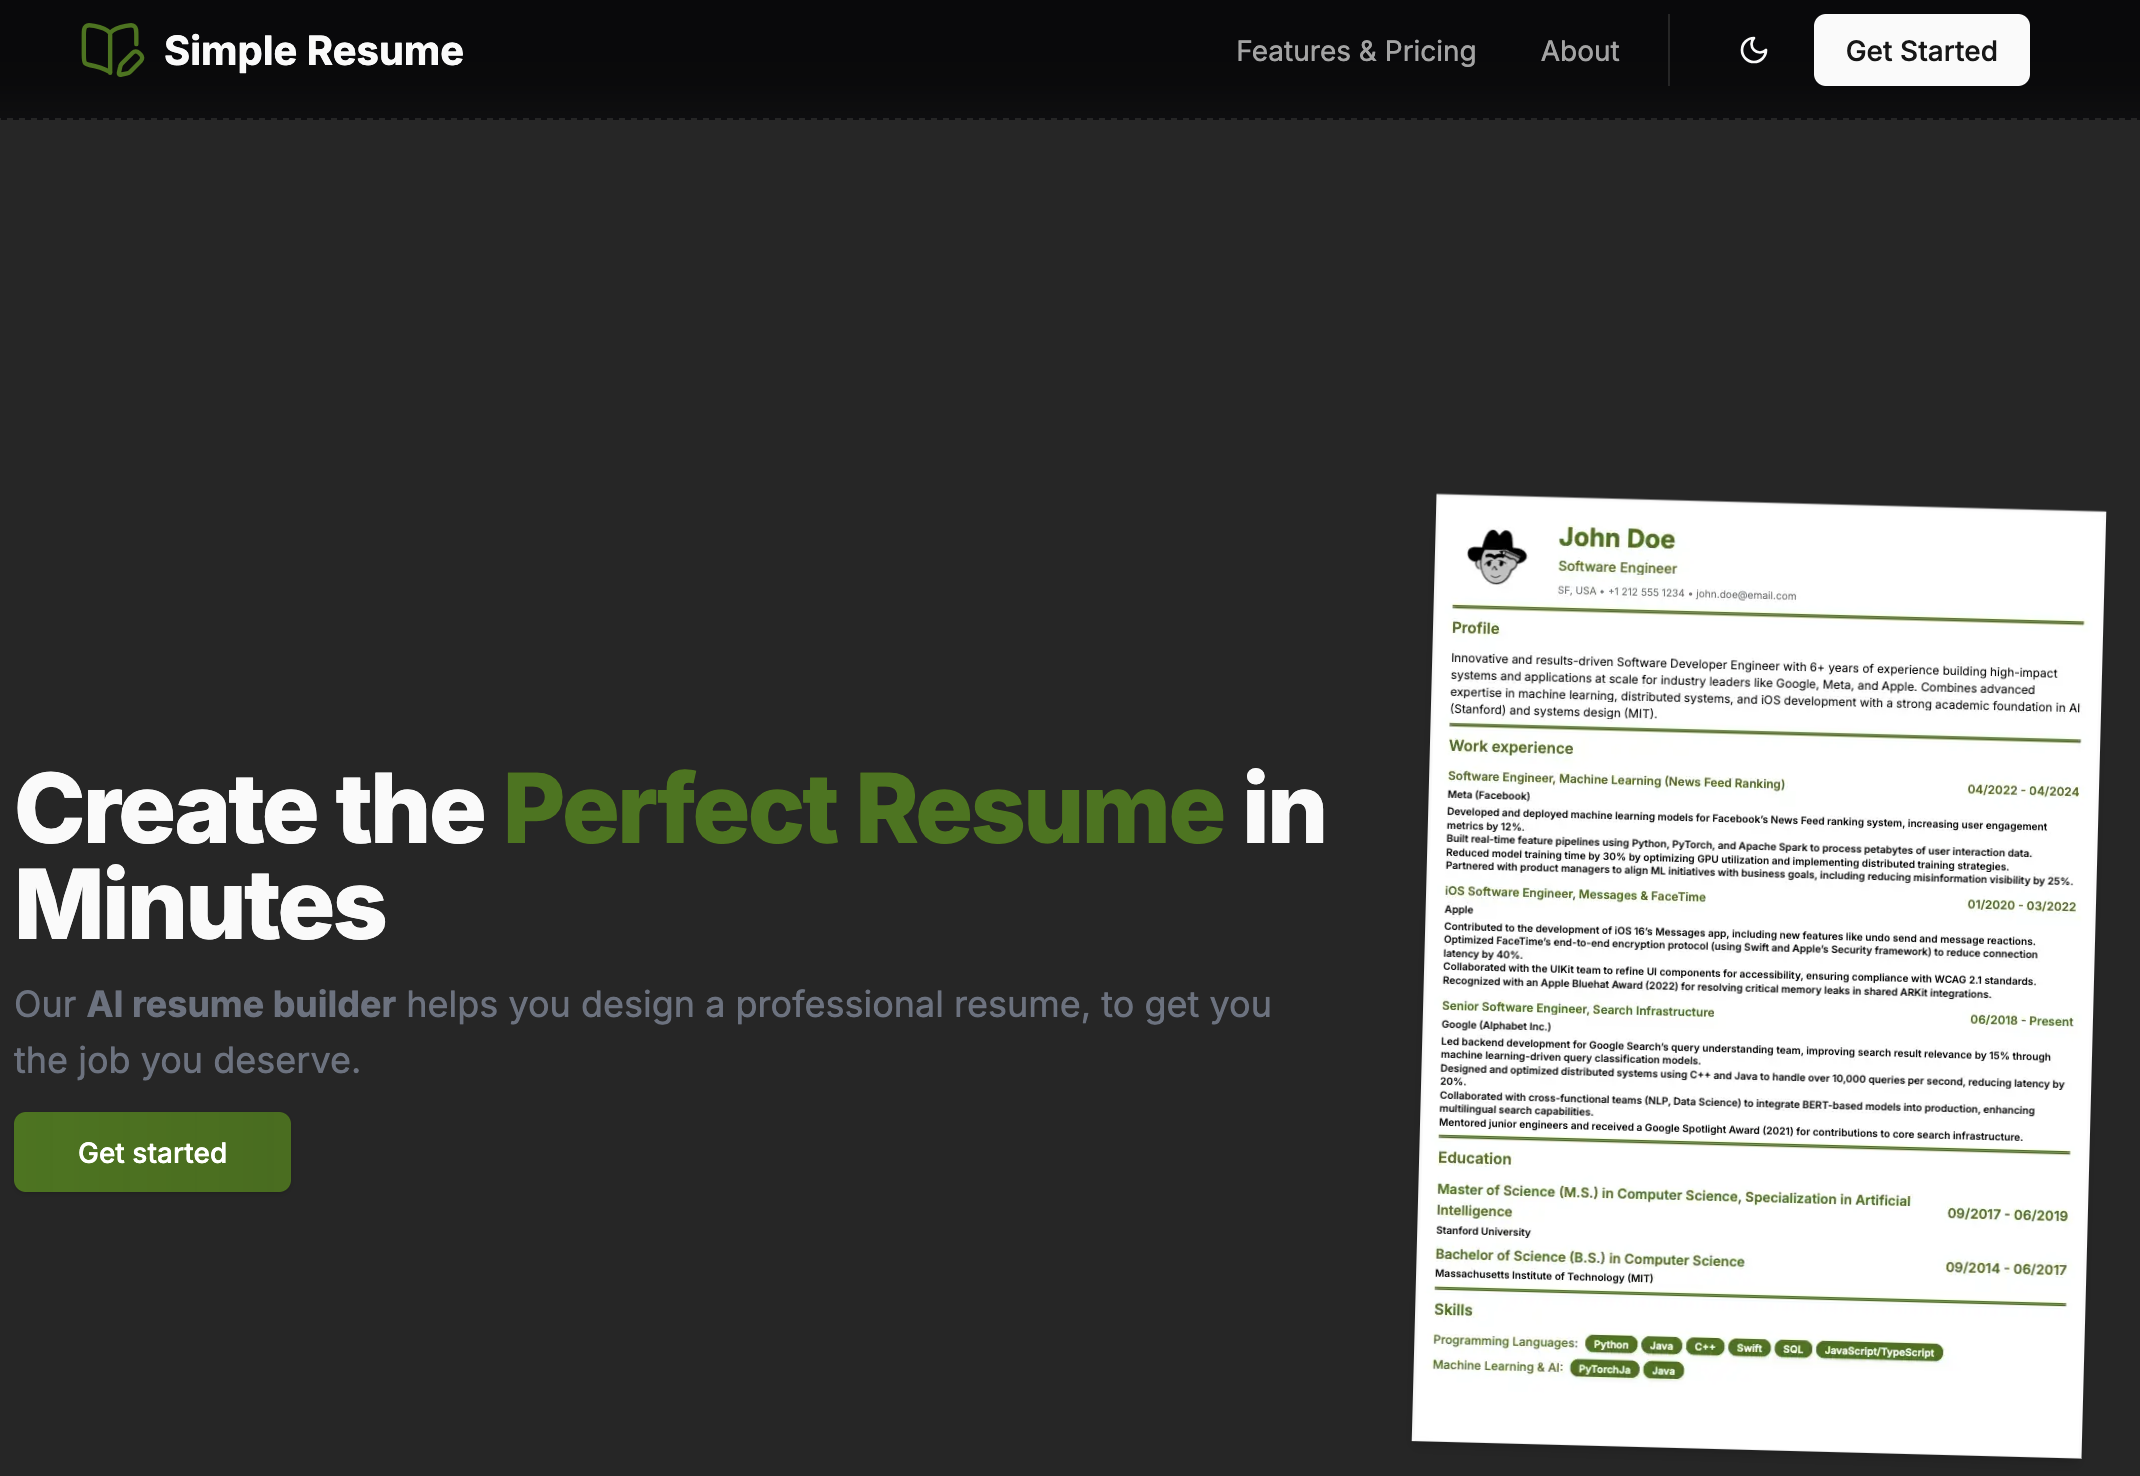 Simple Resume
Features & Pricing
About
Get Started
Create the Perfect Resume in
Minutes
Our AI resume builder helps you design a professional resume, to get you
the job you deserve.
Get started
John Doe
Software Engineer
SF, USA • +1 212 555 1234 • john.doe@email.com
Profile
Innovative and results-driven Software Developer Engineer with 6+ years of experience building high-impact
systems and applications at scale for industry leaders like Google, Meta, and Apple. Combines advanced
expertise in machine learning, distributed systems, and iOS development with a strong academic foundation in AI
(Stanford) and systems design (MIT).
Work experience
Software Engineer, Machine Learning (News Feed Ranking)
04/2022 - 04/2024
Meta (Facebook)
Developed and deployed machine learning models for Facebook's News Feed ranking system, increasing user engagement
metrics by 12%.
Built real-time feature pipelines using Python, PyTorch, and Apache Spark to process petabytes of user interaction data.
Reduced model training time by 30% by optimizing GPU utilization and implementing distributed training strategies.
Partnered with product managers to align ML initiatives with business goals, including reducing misinformation visibility by 25%.
iOS Software Engineer, Messages & FaceTime
01/2020 - 03/2022
Apple
Contributed to the development of iOS 16's Messages app, including new features like undo send and message reactions.
Optimized FaceTime's end-to-end encryption protocol (using Swift and Apple's Security framework) to reduce connection
latency by 40%.
Collaborated with the UIKit team to refine UI components for accessibility, ensuring compliance with WCAG 2.1 standards.
Recognized with an Apple Bluehat Award (2022) for resolving critical memory leaks in shared ARKit integrations.
Senior Software Engineer, Search Infrastructure
06/2018 - Present
Google (Alphabet Inc.)
Led backend development for Google Search's query understanding team, improving search result relevance by 15% through
machine learning-driven query classification models.
Designed and optimized distributed systems using C++ and Java to handle over 10,000 queries per second, reducing latency by
20%.
Collaborated with cross-functional teams (NLP, Data Science) to integrate BERT-based models into production, enhancing
multilingual search capabilities.
Mentored junior engineers and received a Google Spotlight Award (2021) for contributions to core search infrastructure.
Education
Master of Science (M.S.) in Computer Science, Specialization in Artificial
Intelligence
09/2017 - 06/2019
Stanford University
Bachelor of Science (B.S.) in Computer Science
09/2014 - 06/2017
Massachusetts Institute of Technology (MIT)
Skills
Programming Languages: Python Java C++ Swift SQL JavaScript/TypeScript
Machine Learning & AI: PyTorchJa Java